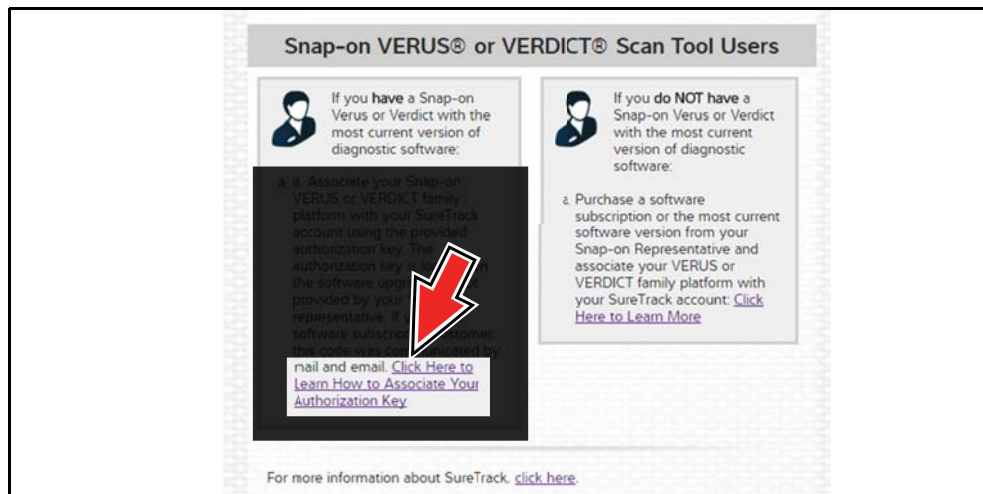 Snap-on VERUS® or VERDICT® Scan Tool Users
If you have a Snap-on
Verus or Verdict with the
most current version of
diagnostic software:
a. a. Associate your Snap-on
VERUS or VERDICT family
platform with your SureTrack
account using the provided
authorization key. The
authorization key is
the software
provided by your
representative. If
software
this code was communicated by
mail and email. Click Here to
Learn How to Associate Your
Authorization Key
If you do NOT have a
Snap-on Verus or Verdict
with the most current
version of diagnostic
software:
a. Purchase a software
subscription or the most current
software version from your
Snap-on Representative and
associate your VERUS or
VERDICT family platform with
your SureTrack account: Click
Here to Learn More
For more information about SureTrack, click here.